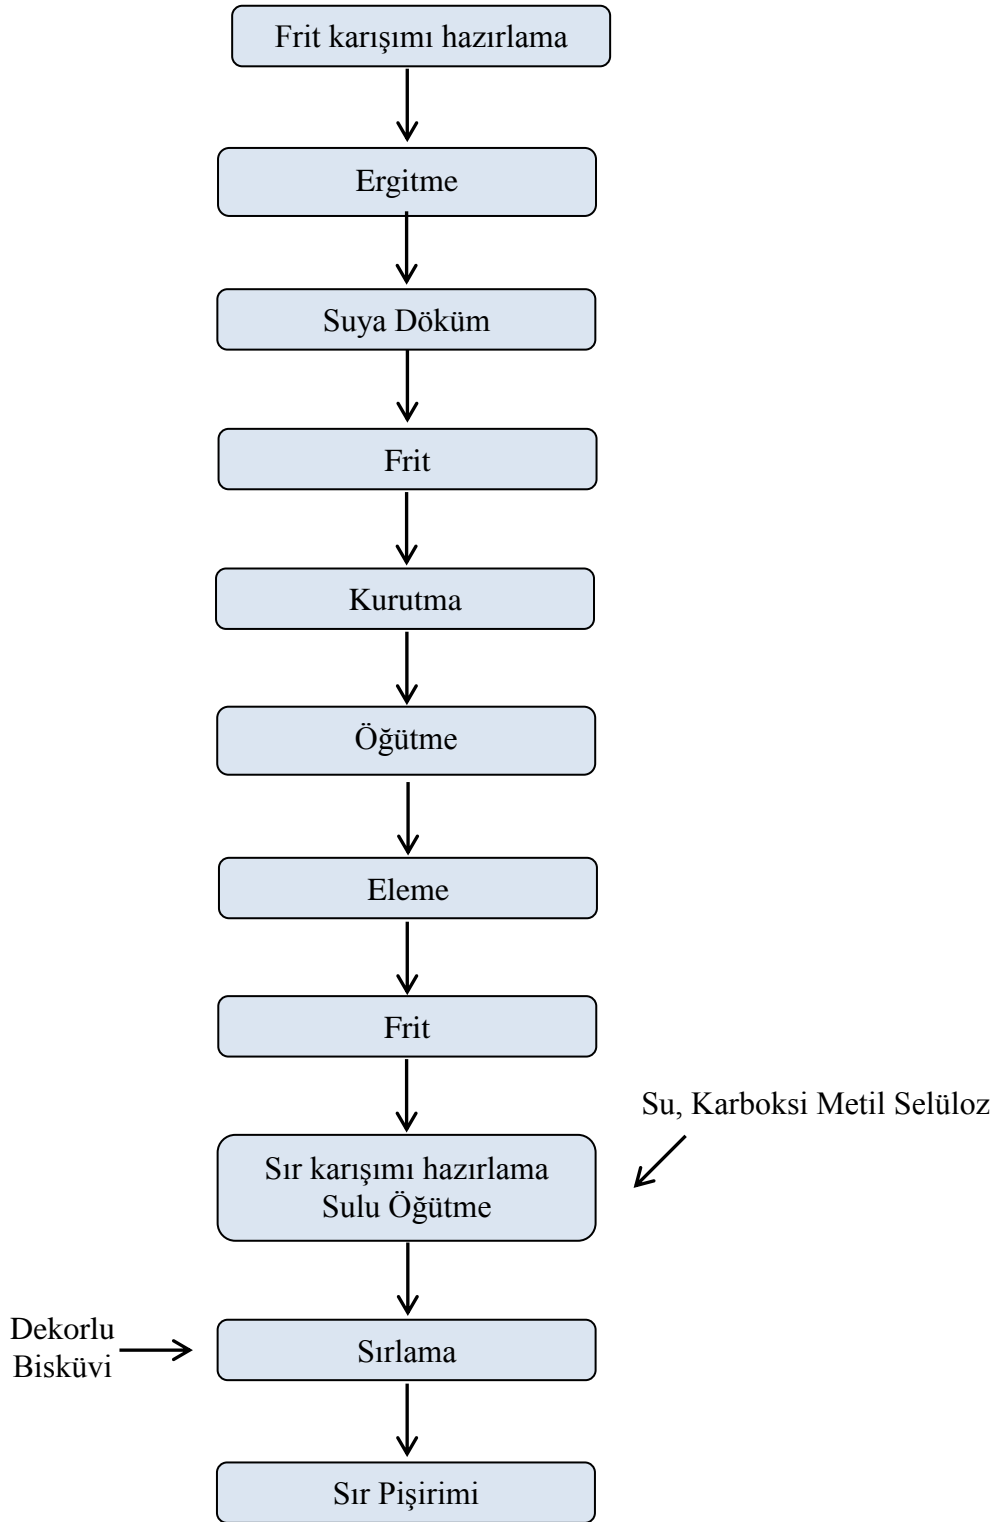 Frit karışımı hazırlama
Ergitme
Suya Döküm
Frit
Kurutma
Öğütme
Eleme
Frit
Su, Karboksi Metil Selüloz
Sır karışımı hazırlama
Sulu Öğütme
Dekorlu
Bisküvi
Sırlama
Sır Pişirimi